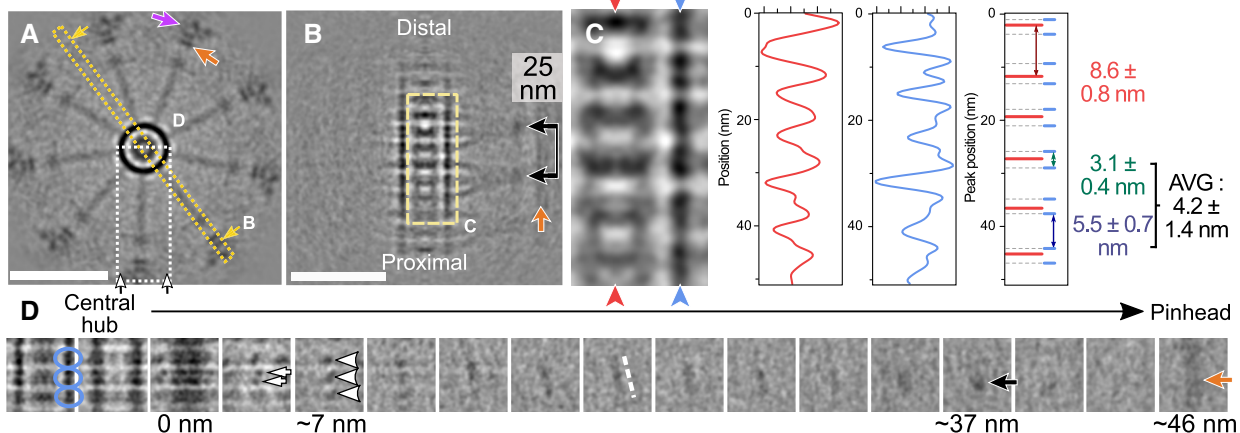 A
D
B
B
Distal
25
nm
C
Proximal
C
Position (nm)
0
20
40
0
20
40
Peak position (nm)
0
20
40
8.6 ±
0.8 nm
3.1 ±
0.4 nm
5.5 ± 0.7
nm
AVG :
4.2 ±
1.4 nm
D
Central
hub
Pinhead
0 nm
~7 nm
~37 nm
~46 nm